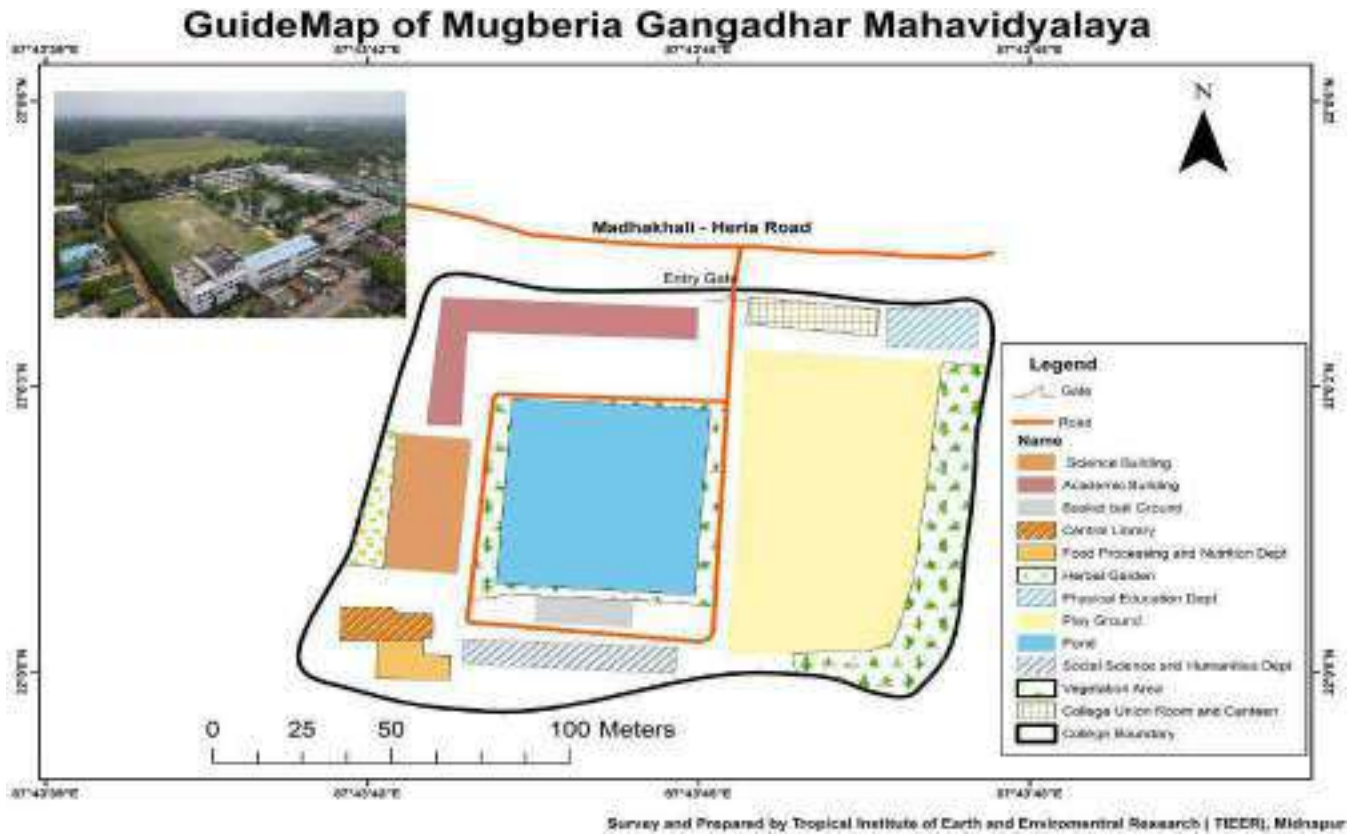 GuideMap of Mugberia Gangadhar Mahavidyalaya
N
Madhakhali - Heria Road
Entry Gate
Legend
Gate
Road
Name
Science Building
Academic Building
Basket ball Ground
Central Library
Food Processing and Nutrition Dept
Herbal Garden
Physical Education Dept
Play Ground
Pond
Social Science and Humanities Dept
Vegetation Area
College Union Room and Canteen
College Boundary
0 25 50 100 Meters
Survey and Prepared by Tropical Institute of Earth and Enviromental Research ( TIEER), Midnapur